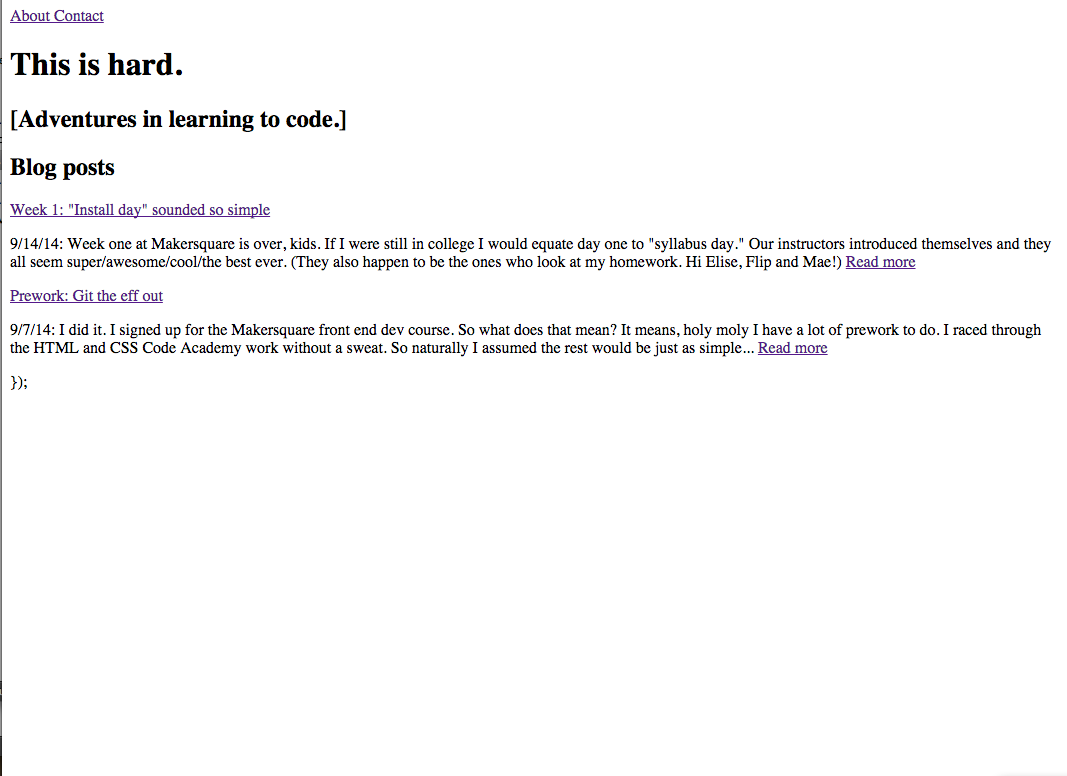 About Contact
This is hard.
[Adventures in learning to code.]
Blog posts
Week 1: "Install day" sounded so simple
9/14/14: Week one at Makersquare is over, kids. If I were still in college I would equate day one to "syllabus day." Our instructors introduced themselves and they
all seem super/awesome/cool/the best ever. (They also happen to be the ones who look at my homework. Hi Elise, Flip and Mae!) Read more
Prework: Git the eff out
9/7/14: I did it. I signed up for the Makersquare front end dev course. So what does that mean? It means, holy moly I have a lot of prework to do. I raced through
the HTML and CSS Code Academy work without a sweat. So naturally I assumed the rest would be just as simple... Read more
});